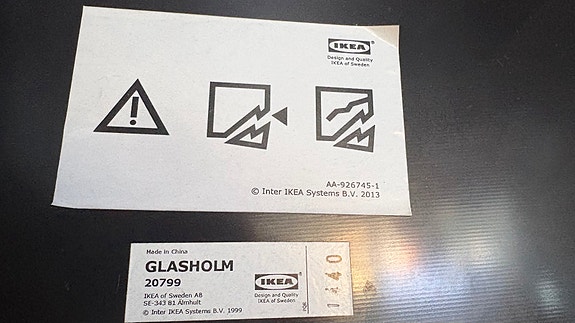 IKEA
Design and Quality
IKEA of Sweden
AA-926745-1
© Inter IKEA Systems B.V. 2013
Made in China
GLASHOLM
20799
IKEA of Sweden AB
SE-343 81 Älmhult
© Inter IKEA Systems B.V. 1999
IKEA
Design and Quality
IKEA of Sweden
1440